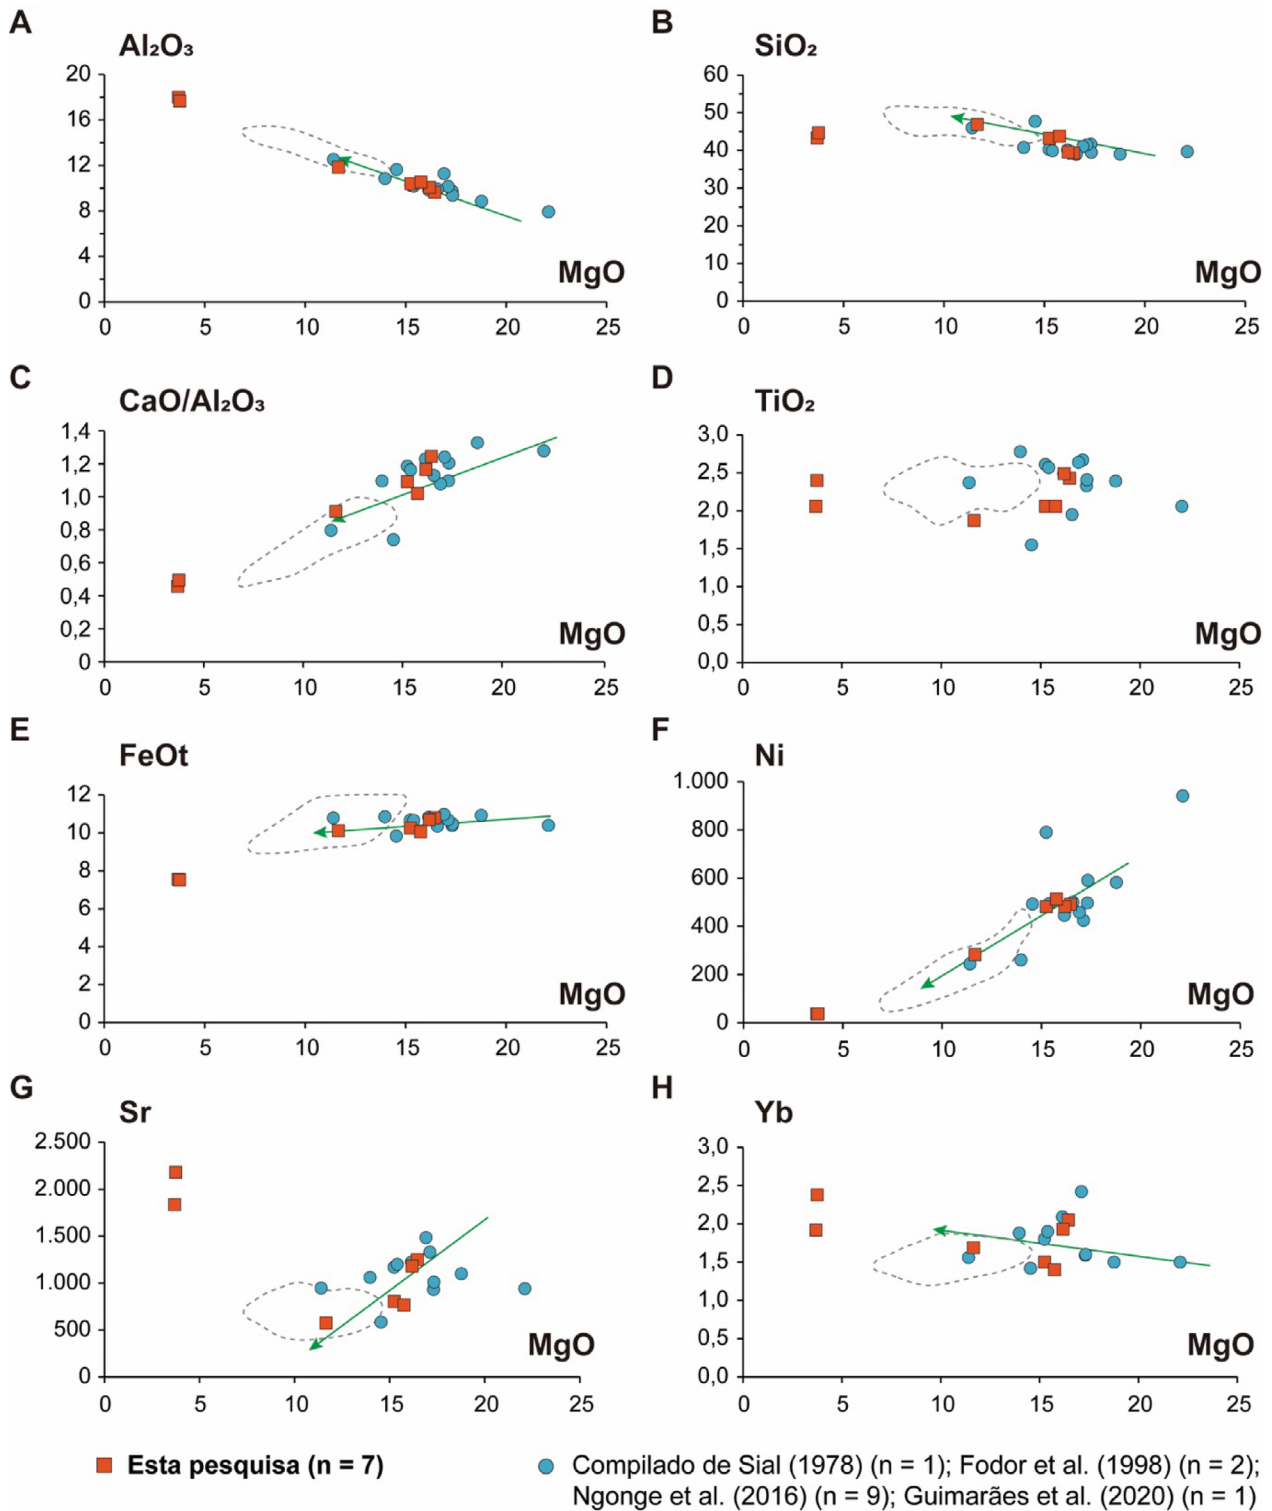 A
Al₂O₃
20
16
12
8
4
0
MgO
0 5 10 15 20 25
B
SiO₂
60
50
40
30
20
10
0
MgO
0 5 10 15 20 25
C
CaO/Al₂O₃
1,4
1,2
1,0
0,8
0,6
0,4
0,2
0
MgO
0 5 10 15 20 25
D
TiO₂
3,0
2,5
2,0
1,5
1,0
0,5
0,0
MgO
0 5 10 15 20 25
E
FeOt
12
10
8
6
4
2
0
MgO
0 5 10 15 20 25
F
Ni
1.000
800
600
400
200
0
MgO
0 5 10 15 20 25
G
Sr
2.500
2.000
1.500
1.000
500
0
MgO
0 5 10 15 20 25
H
Yb
3,0
2,5
2,0
1,5
1,0
0,5
0,0
MgO
0 5 10 15 20 25
Esta pesquisa (n = 7)
Compilado de Sial (1978) (n = 1); Fodor et al. (1998) (n = 2);
Ngonge et al. (2016) (n = 9); Guimarães et al. (2020) (n = 1)